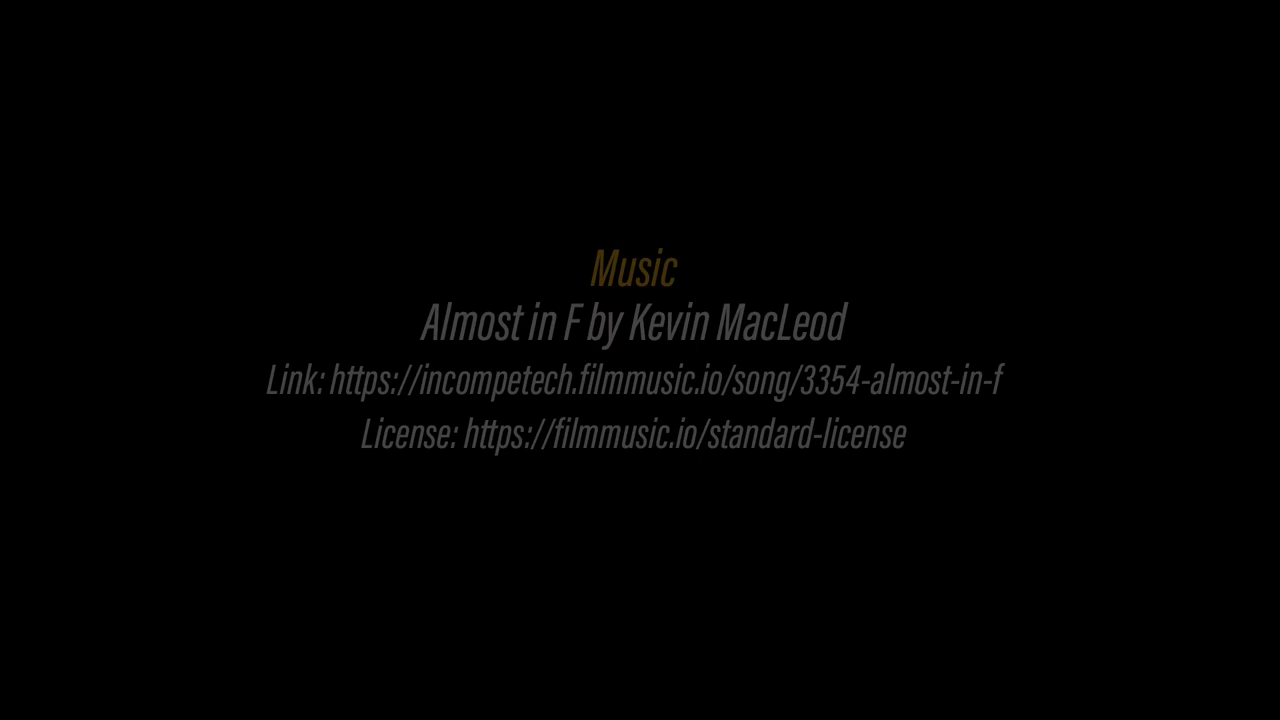 Music
Almost in F by Kevin MacLeod
Link: https://incompetech.filmmusic.io/song/3354-almost-in-f
License: https://filmmusic.io/standard-license